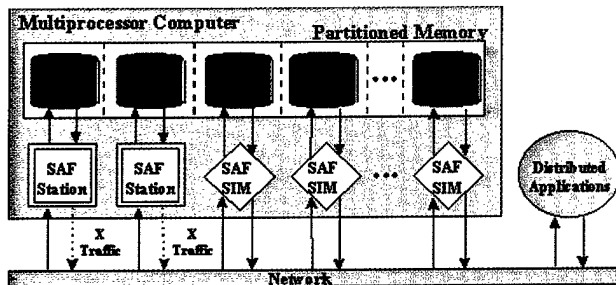 Multiprocessor Computer
Partitioned Memory
SAF Station
SAF Station
SAF SIM
SAF SIM
SAF SIM
Distributed Applications
X Traffic
X Traffic
Network